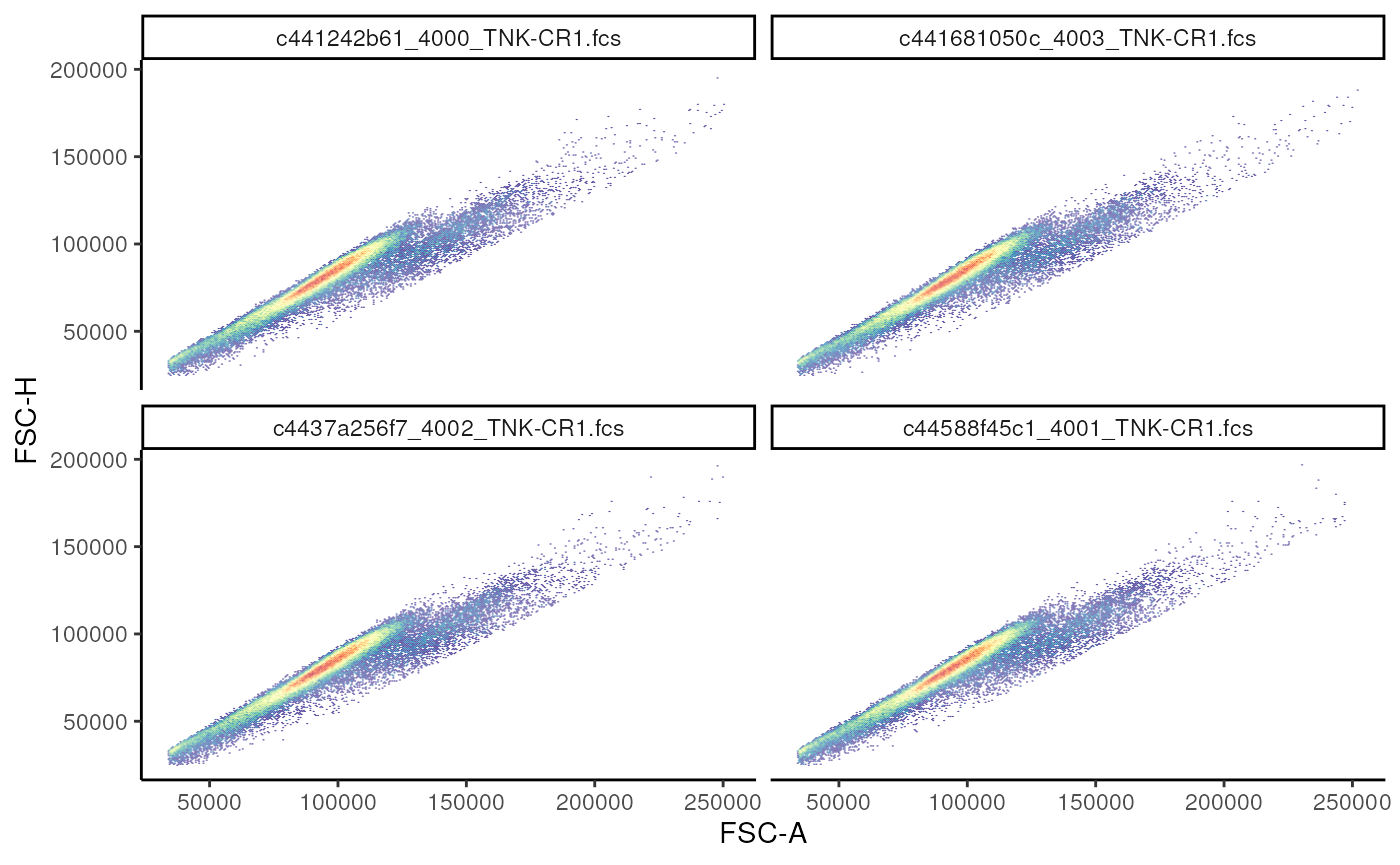 c441242b61_4000_TNK-CR1.fcs
c441681050c_4003_TNK-CR1.fcs
200000
150000
100000
50000
FSC-H
c4437a256f7_4002_TNK-CR1.fcs
c44588f45c1_4001_TNK-CR1.fcs
200000
150000
100000
50000
50000 100000 150000 200000 250000
50000 100000 150000 200000 250000
FSC-A